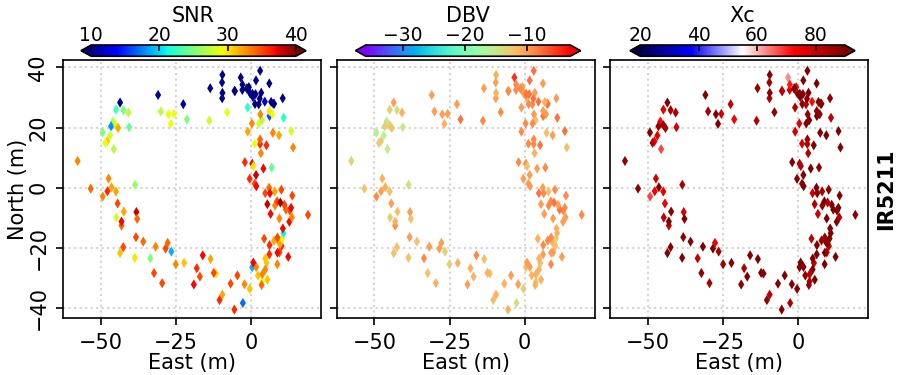 SNR DBV Xc
10 20 30 40 −30 −20 −10 20 40 60 80
40
20
0
−20
−40
North (m)
IR5211
−50 −25 0 −50 −25 0 −50 −25 0
East (m) East (m) East (m)